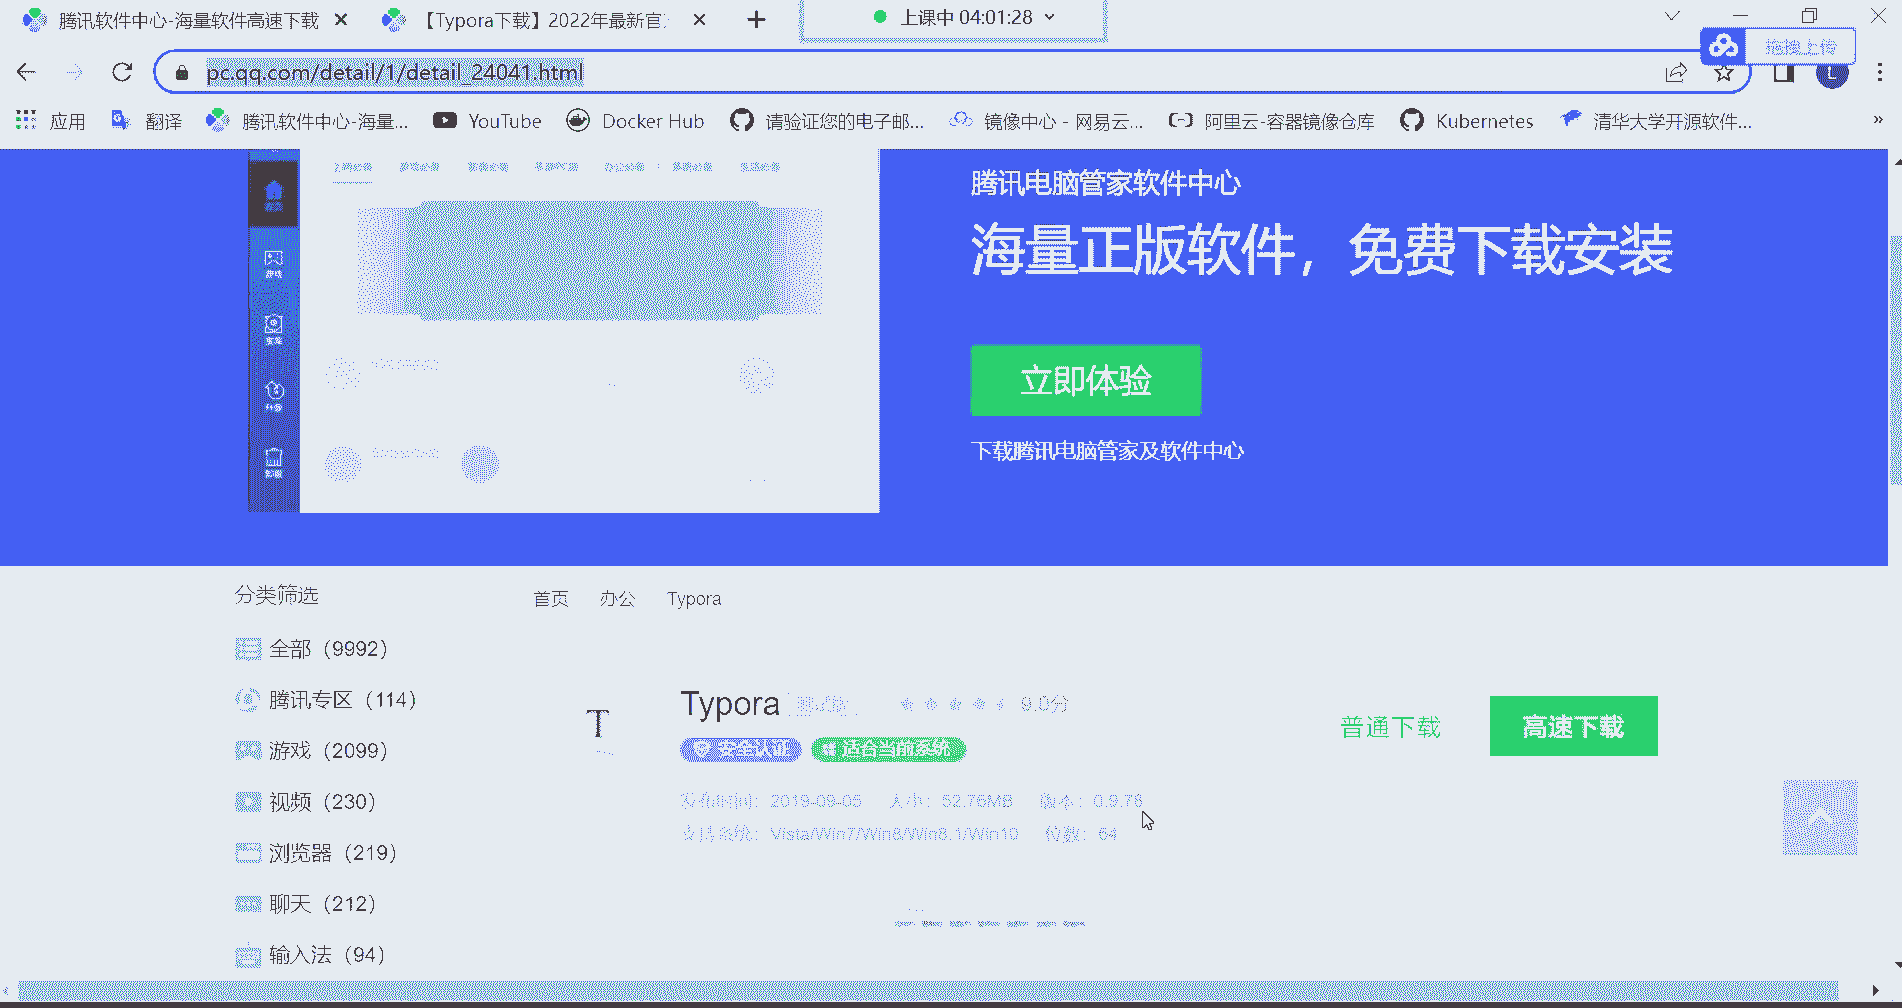 腾讯软件中心-海量软件高速下载
【Typora下载】2022年最新官
上课中 04:01:28
拖拽上传
pc.qq.com/detail/1/detail_24041.html
L
应用
翻译
腾讯软件中心-海量...
YouTube
Docker Hub
请验证您的电子邮...
镜像中心 - 网易云...
阿里云-容器镜像仓库
Kubernetes
清华大学开源软件...
»
腾讯电脑管家软件中心
海量正版软件，免费下载安装
立即体验
下载腾讯电脑管家及软件中心
分类筛选
首页 办公 Typora
全部（9992）
腾讯专区（114）
游戏（2099）
视频（230）
浏览器（219）
聊天（212）
输入法（94）
T
Typora
9.0分
安全认证
适合当前系统
发布时间：2019-09-05 大小：52.76MB 版本：0.9.76
支持系统：Vista/Win7/Win8/Win8.1/Win10 位数：64
普通下载
高速下载